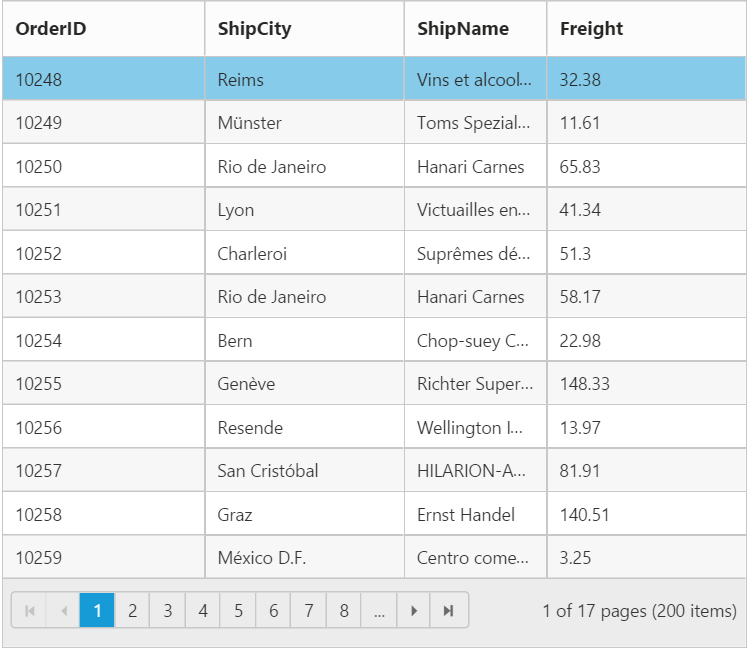 OrderID ShipCity ShipName Freight
10248 Reims Vins et alcool... 32.38
10249 Münster Toms Spezial... 11.61
10250 Rio de Janeiro Hanari Carnes 65.83
10251 Lyon Victuailles en... 41.34
10252 Charleroi Suprêmes dé... 51.3
10253 Rio de Janeiro Hanari Carnes 58.17
10254 Bern Chop-suey C... 22.98
10255 Genève Richter Super... 148.33
10256 Resende Wellington I... 13.97
10257 San Cristóbal HILARION-A... 81.91
10258 Graz Ernst Handel 140.51
10259 México D.F. Centro come... 3.25
1 2 3 4 5 6 7 8 ... 1 of 17 pages (200 items)